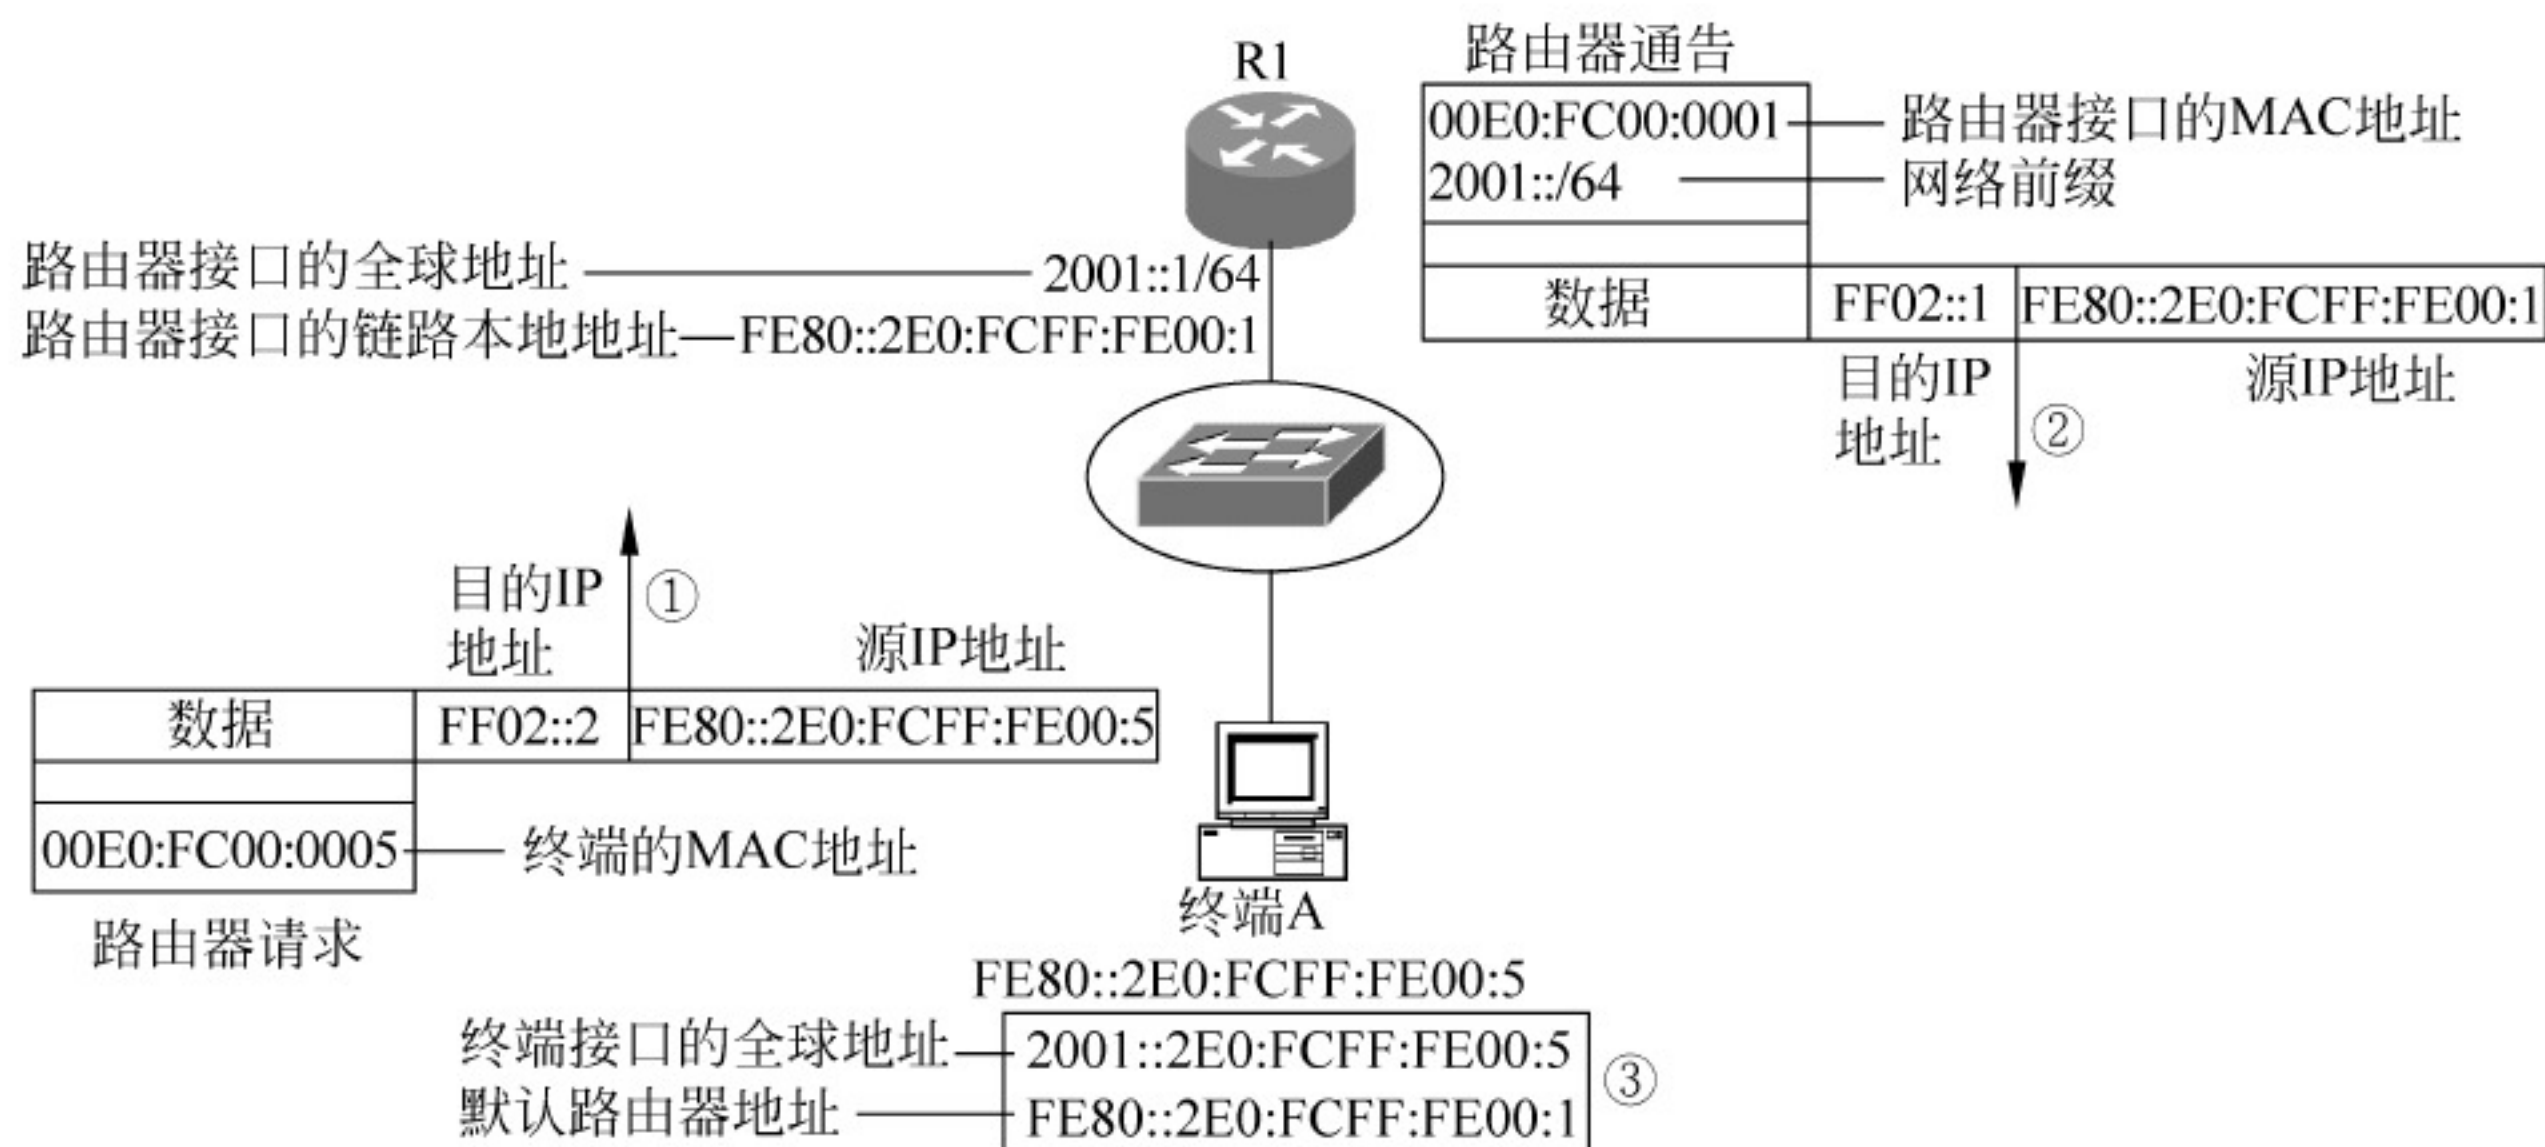 R1
路由器通告
00E0:FC00:0001
路由器接口的MAC地址
2001::/64
网络前缀
数据
FF02::1
FE80::2E0:FCFF:FE00:1
目的IP
地址
②
源IP地址
路由器接口的全球地址
2001::1/64
路由器接口的链路本地地址
FE80::2E0:FCFF:FE00:1
目的IP
地址
①
源IP地址
数据
FF02::2
FE80::2E0:FCFF:FE00:5
00E0:FC00:0005
终端的MAC地址
路由器请求
终端A
FE80::2E0:FCFF:FE00:5
终端接口的全球地址
2001::2E0:FCFF:FE00:5
默认路由器地址
FE80::2E0:FCFF:FE00:1
③